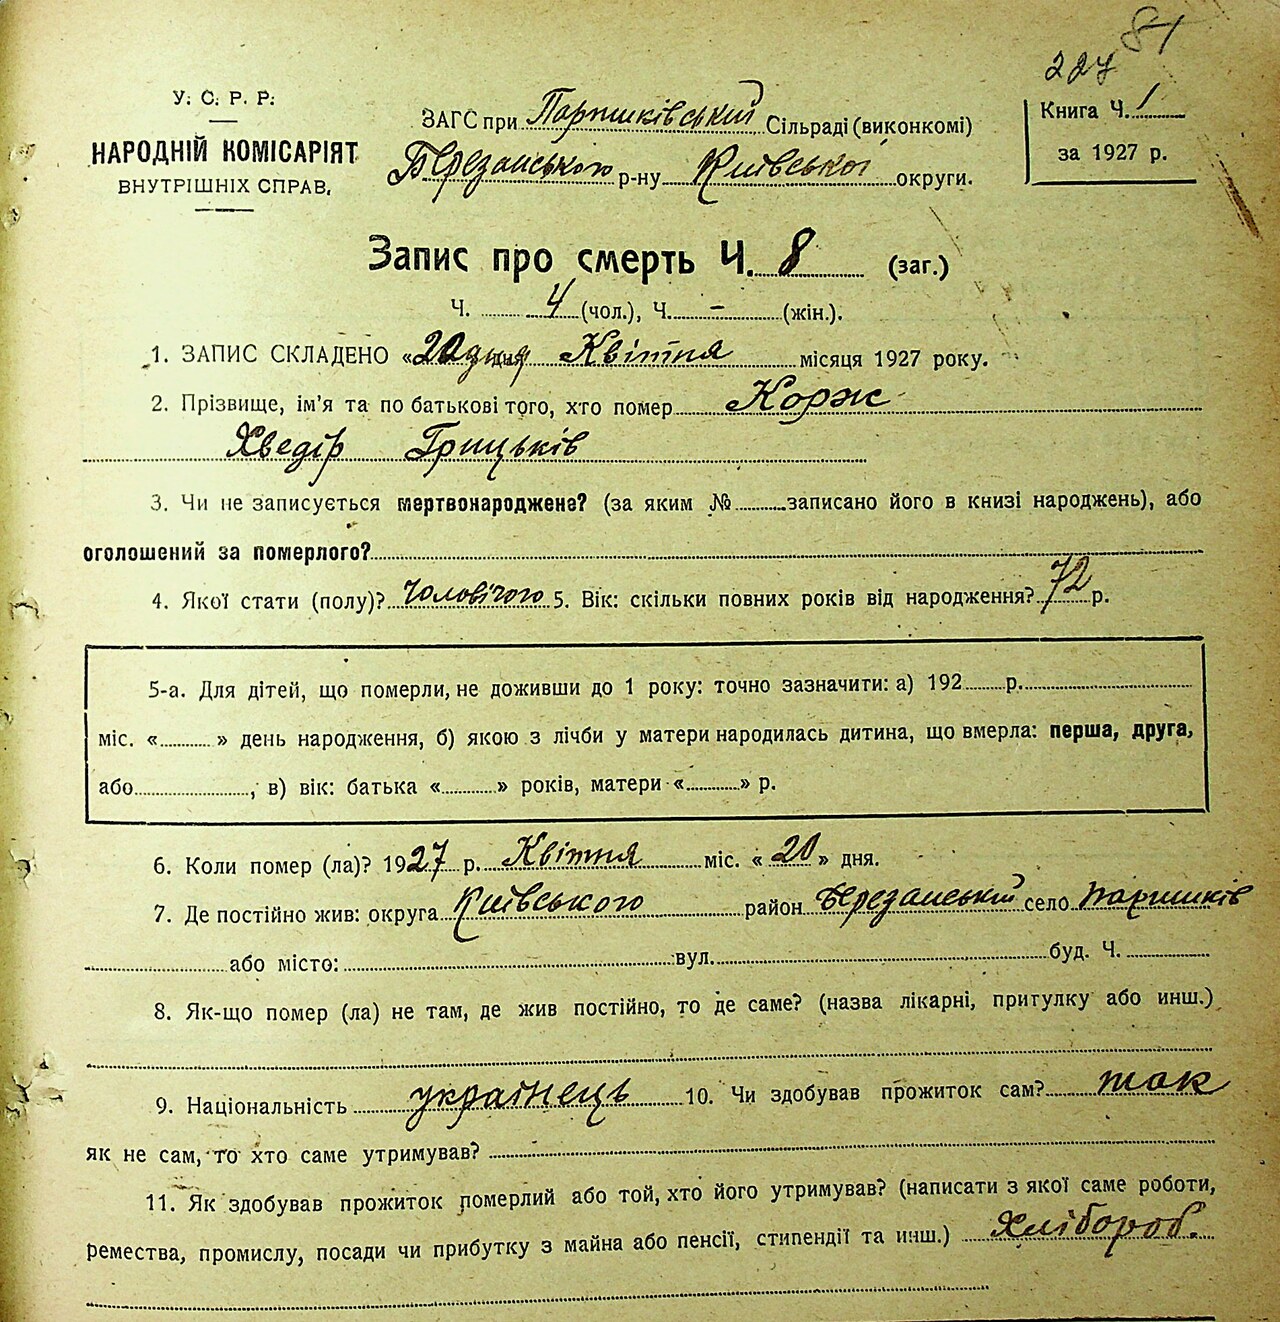 81
227
У. С. Р. Р.
НАРОДНІЙ КОМІСАРІЯТ
ВНУТРІШНІХ СПРАВ.
ЗАГС при Паришківський Сільраді (виконкомі)
Березанського р-ну Київської округи.
Книга Ч. 1
за 1927 р.
Запис про смерть Ч. 8 (заг.)
Ч. 4 (чол.), Ч. - (жін.).
1. ЗАПИС СКЛАДЕНО «20 дня Квітня місяця 1927 року.
2. Прізвище, ім'я та по батькові того, хто помер Корж
Хведір Грицьків
3. Чи не записується мертвонароджене? (за яким № записано його в книзі народжень), або
оголошений за померлого?
4. Якої стати (полу)? Чоловічого 5. Вік: скільки повних років від народження? 72 р.
5-а. Для дітей, що померли, не доживши до 1 року: точно зазначити: а) 192 р.
міс. « » день народження, б) якою з лічби у матери народилась дитина, що вмерла: перша, друга,
або , в) вік: батька « » років, матери « » р.
6. Коли помер (ла)? 1927 р. Квітня міс. « 20 » дня.
7. Де постійно жив: округа Київського район Березанський село Паришків
або місто: вул. буд. Ч.
8. Як-що помер (ла) не там, де жив постійно, то де саме? (назва лікарні, притулку або инш.)
9. Національність українець 10. Чи здобував прожиток сам? так
як не сам, то хто саме утримував?
11. Як здобував прожиток померлий або той, хто його утримував? (написати з якої саме роботи,
ремества, промислу, посади чи прибутку з майна або пенсії, стипендії та инш.) Хлібороб.